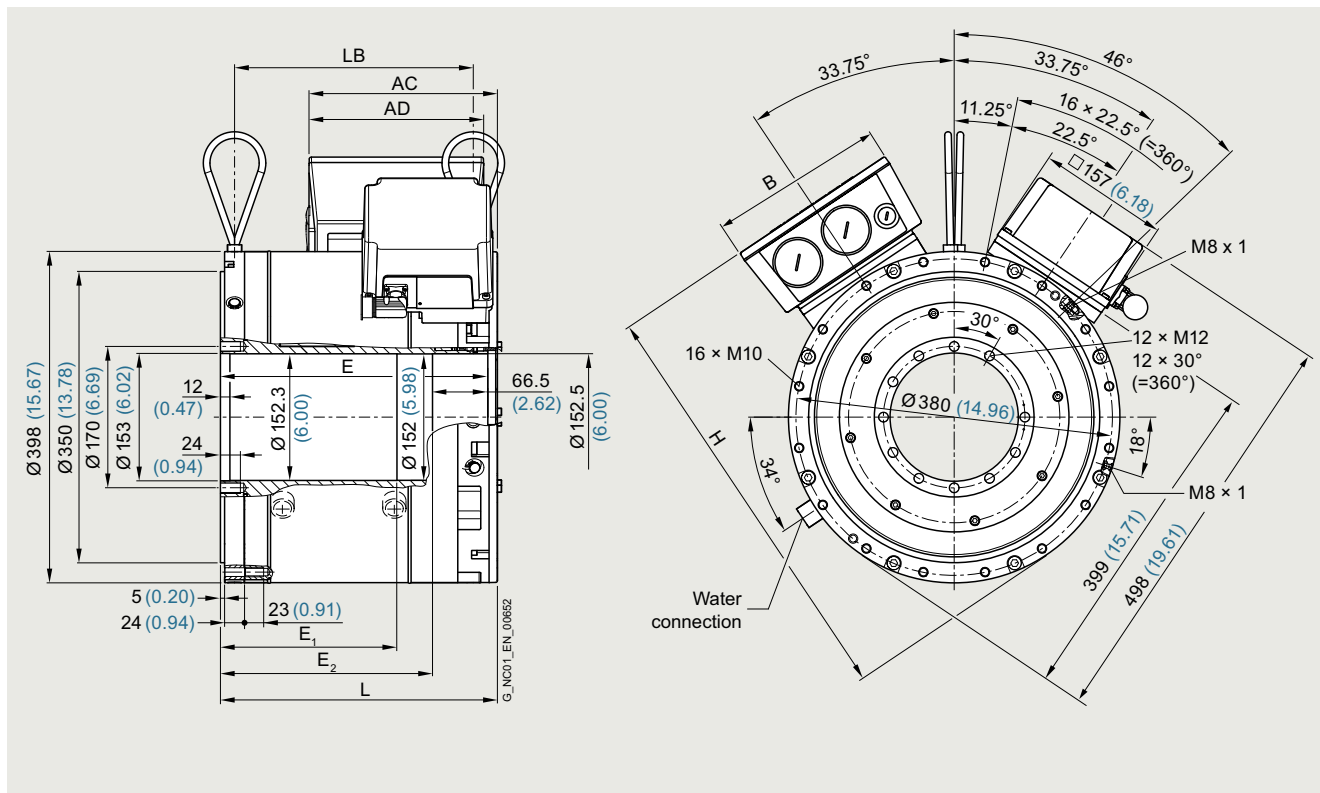 LB
AC
AD
Ø 398 (15.67)
Ø 350 (13.78)
Ø 170 (6.69)
Ø 153 (6.02)
12
(0.47)
24
(0.94)
E
Ø 152.3
(6.00)
Ø 152 (5.98)
66.5
(2.62)
Ø 152.5
(6.00)
5 (0.20)
24 (0.94)
23 (0.91)
E1
E2
L
G_NC01_EN_00652
33.75°
46°
33.75°
11.25°
16 × 22.5°
(=360°)
22.5°
□157 (6.18)
B
M8 x 1
30°
12 × M12
12 × 30°
(=360°)
16 × M10
Ø 380 (14.96)
H
34°
18°
M8 × 1
Water
connection
399 (15.71)
498 (19.61)